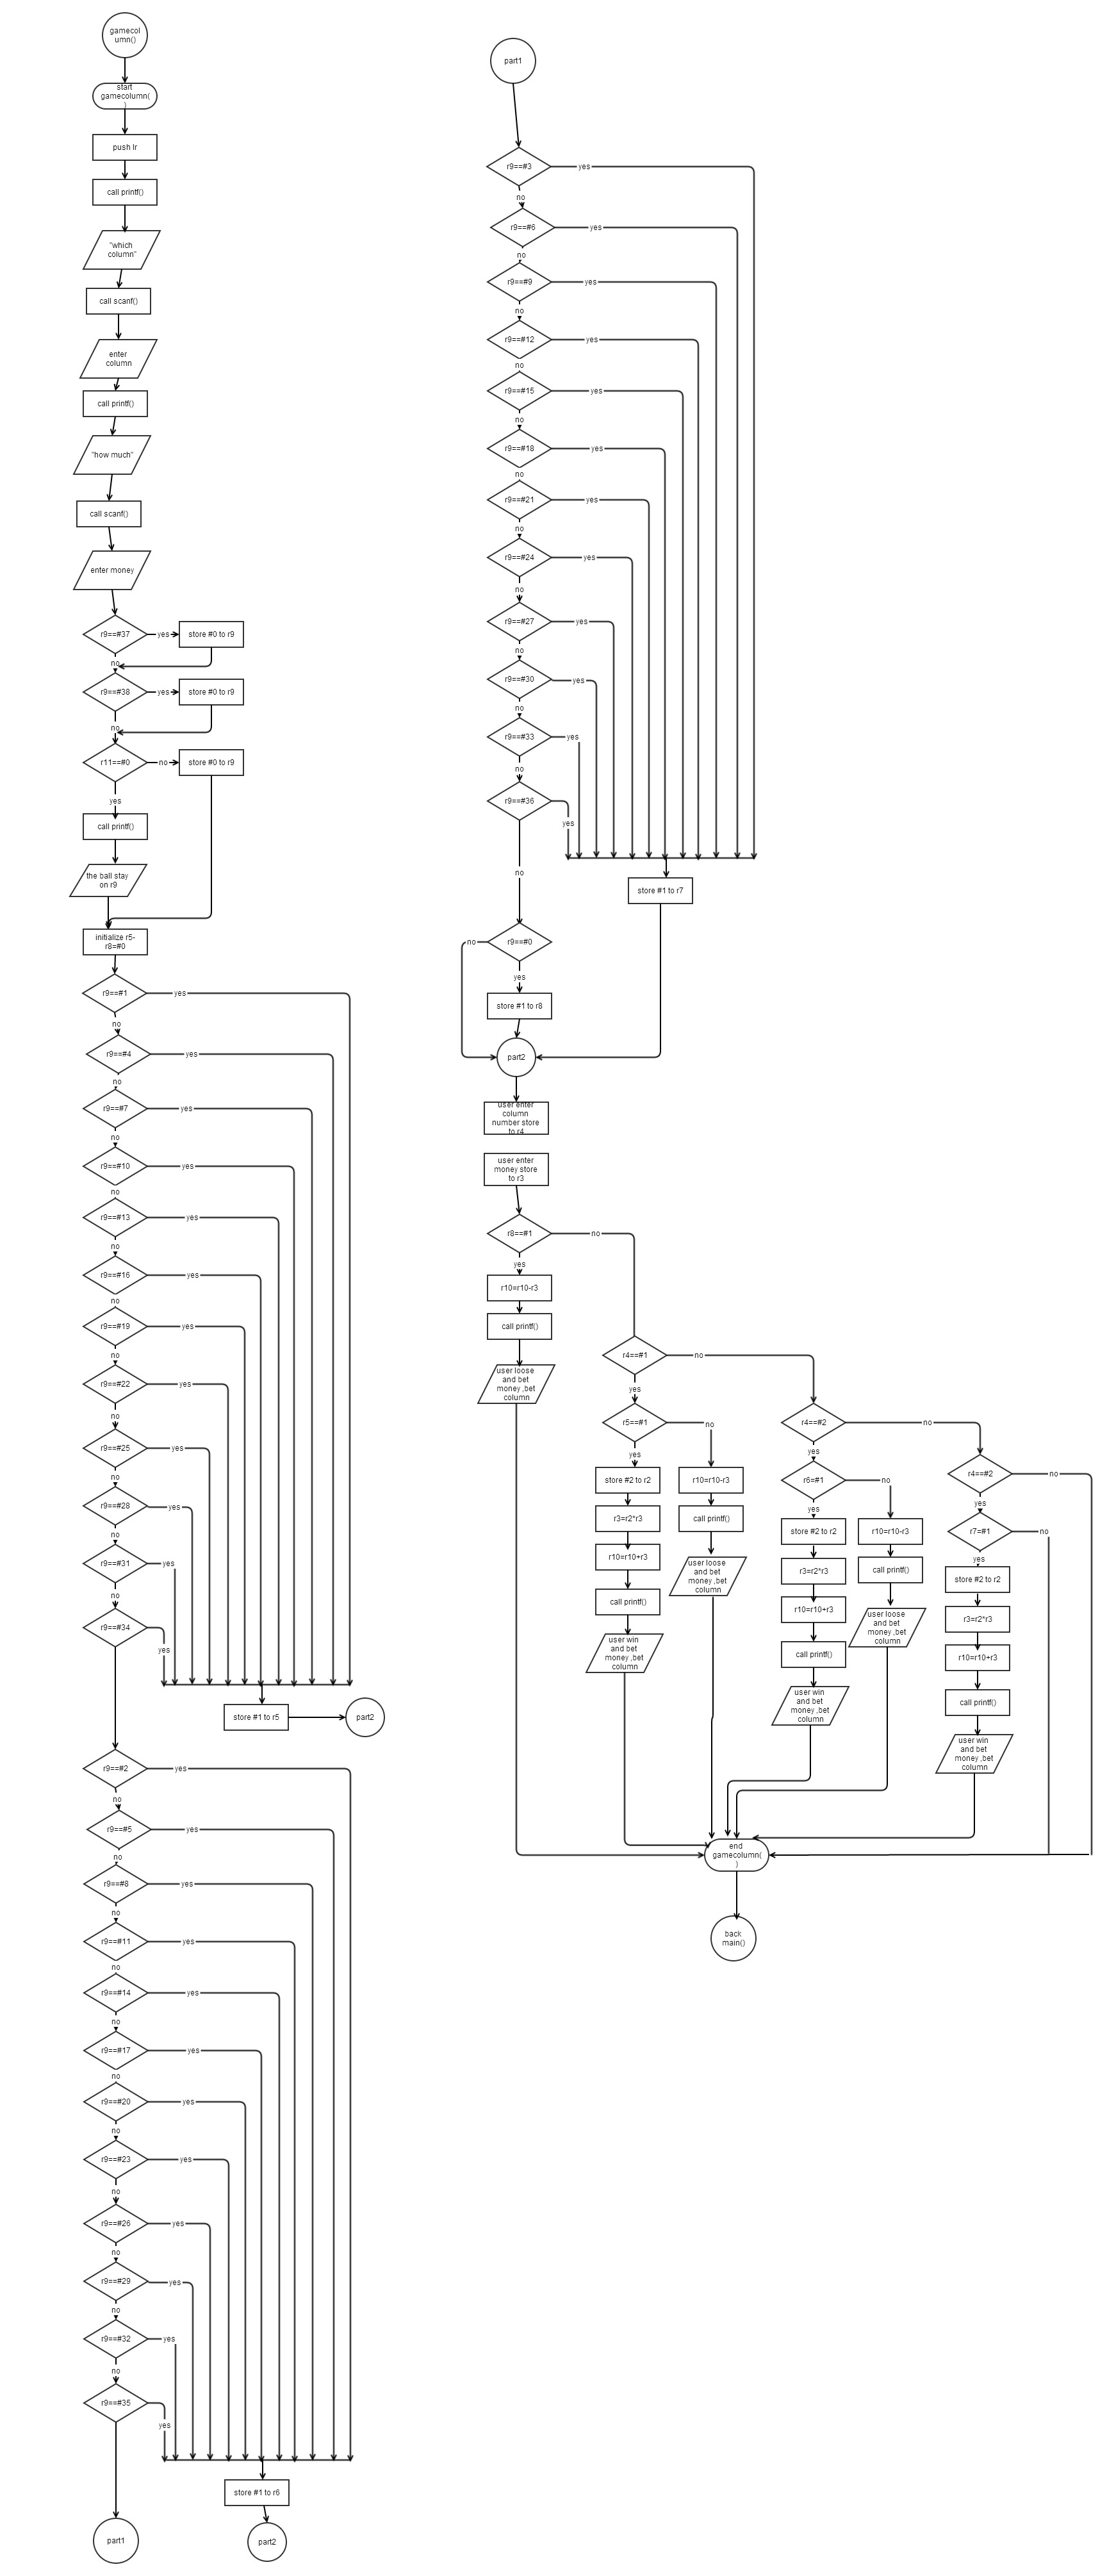 gamecol
umn()
start
gamecolumn(
)
push lr
call printf()
"which
column"
call scanf()
enter
column
call printf()
"how much"
call scanf()
enter money
r9==#37
yes
store #0 to r9
no
r9==#38
yes
store #0 to r9
no
r11==#0
no
store #0 to r9
yes
call printf()
the ball stay
on r9
initialize r5-
r8=#0
r9==#1
yes
no
r9==#4
yes
no
r9==#7
yes
no
r9==#10
yes
no
r9==#13
yes
no
r9==#16
yes
no
r9==#19
yes
no
r9==#22
yes
no
r9==#25
yes
no
r9==#28
yes
no
r9==#31
yes
no
r9==#34
yes
store #1 to r5
part2
r9==#2
yes
no
r9==#5
yes
no
r9==#8
yes
no
r9==#11
yes
no
r9==#14
yes
no
r9==#17
yes
no
r9==#20
yes
no
r9==#23
yes
no
r9==#26
yes
no
r9==#29
yes
no
r9==#32
yes
no
r9==#35
yes
store #1 to r6
part1
part2
part1
r9==#3
yes
no
r9==#6
yes
no
r9==#9
yes
no
r9==#12
yes
no
r9==#15
yes
no
r9==#18
yes
no
r9==#21
yes
no
r9==#24
yes
no
r9==#27
yes
no
r9==#30
yes
no
r9==#33
yes
no
r9==#36
yes
no
store #1 to r7
r9==#0
no
yes
store #1 to r8
part2
user enter
column
number store
to r4
user enter
money store
to r3
r8==#1
no
yes
r10=r10-r3
call printf()
user loose
and bet
money ,bet
column
r4==#1
no
yes
r5==#1
no
yes
store #2 to r2
r3=r2*r3
r10=r10+r3
call printf()
user win
and bet
money ,bet
column
r10=r10-r3
call printf()
user loose
and bet
money ,bet
column
r4==#2
no
yes
r6=#1
no
yes
store #2 to r2
r3=r2*r3
r10=r10+r3
call printf()
user win
and bet
money ,bet
column
r10=r10-r3
call printf()
user loose
and bet
money ,bet
column
r4==#2
no
yes
r7=#1
no
yes
store #2 to r2
r3=r2*r3
r10=r10+r3
call printf()
user win
and bet
money ,bet
column
end
gamecolumn(
)
back
main()